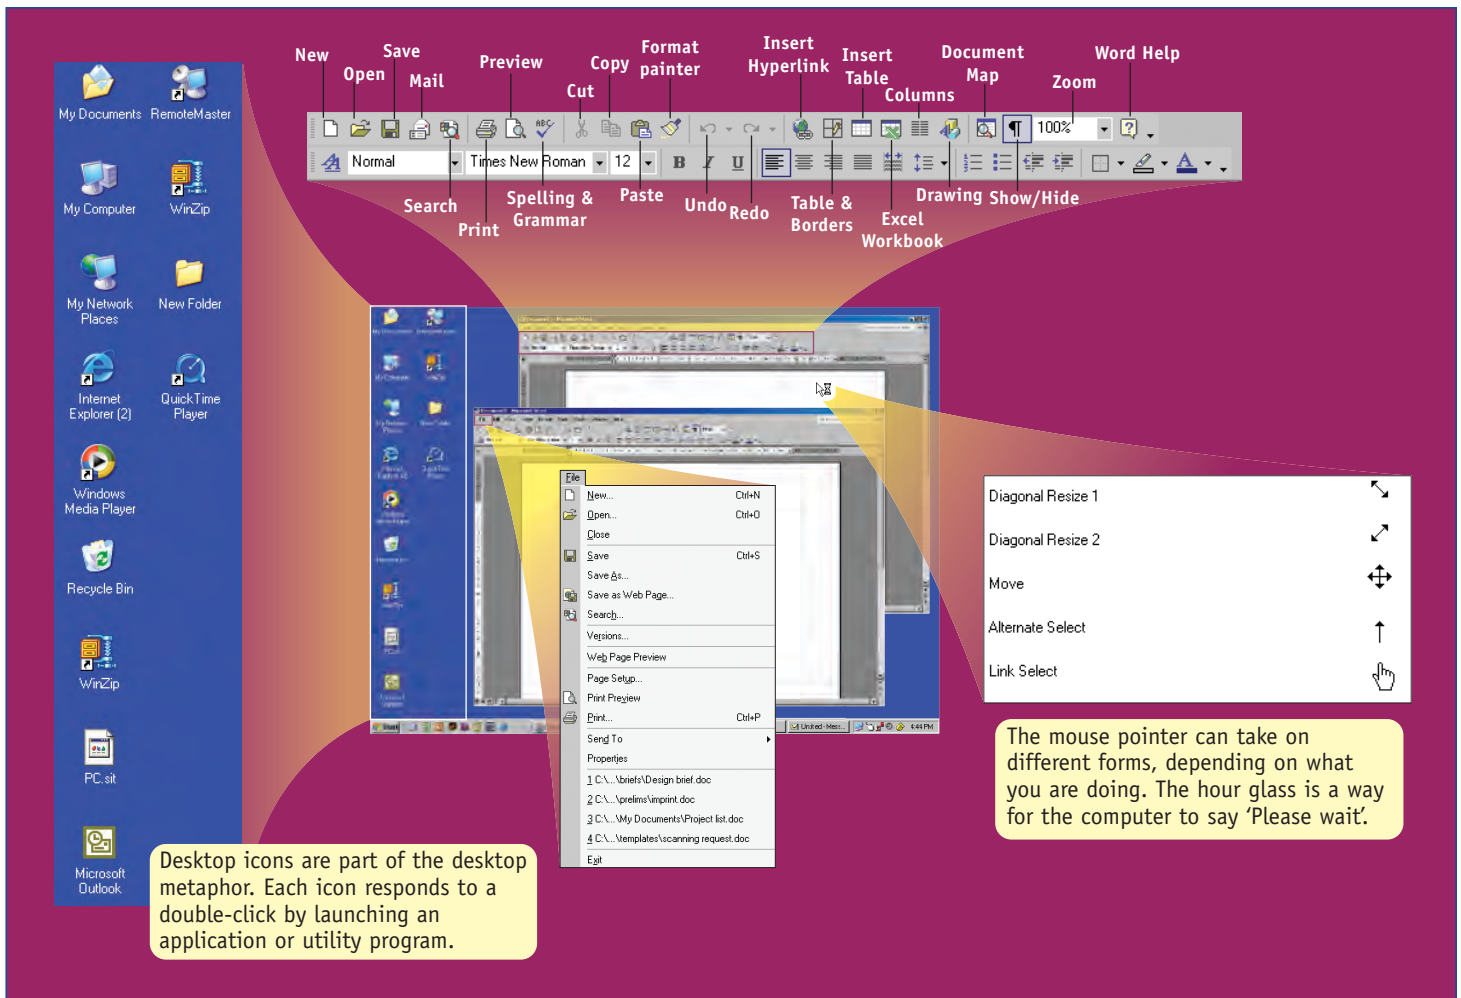 New
Open
Save
Mail
Preview
Cut
Copy
Format
painter
Insert
Hyperlink
Insert
Table
Columns
Document
Map
Zoom
Word Help
100%
Normal
Times New Roman
12
B
I
U
Search
Print
Spelling &
Grammar
Paste
Undo
Redo
Table &
Borders
Excel
Workbook
Drawing
Show/Hide
My Documents
RemoteMaster
My Computer
WinZip
My Network
Places
New Folder
Internet
Explorer (2)
QuickTime
Player
Windows
Media Player
Recycle Bin
WinZip
PC.sit
Microsoft
Outlook
File
New... Ctrl+N
Open... Ctrl+O
Close
Save Ctrl+S
Save As...
Save as Web Page...
Search...
Versions...
Web Page Preview
Page Setup...
Print Preview
Print... Ctrl+P
Send To
Properties
1 C:\...\briefs\Design brief.doc
2 C:\...\prelims\imprint.doc
3 C:\...\My Documents\Project list.doc
4 C:\...\templates\scanning request.doc
Exit
United - Mess...
4:44 PM
Diagonal Resize 1
Diagonal Resize 2
Move
Alternate Select
Link Select
The mouse pointer can take on
different forms, depending on what
you are doing. The hour glass is a way
for the computer to say ‘Please wait’.
Desktop icons are part of the desktop
metaphor. Each icon responds to a
double-click by launching an
application or utility program.